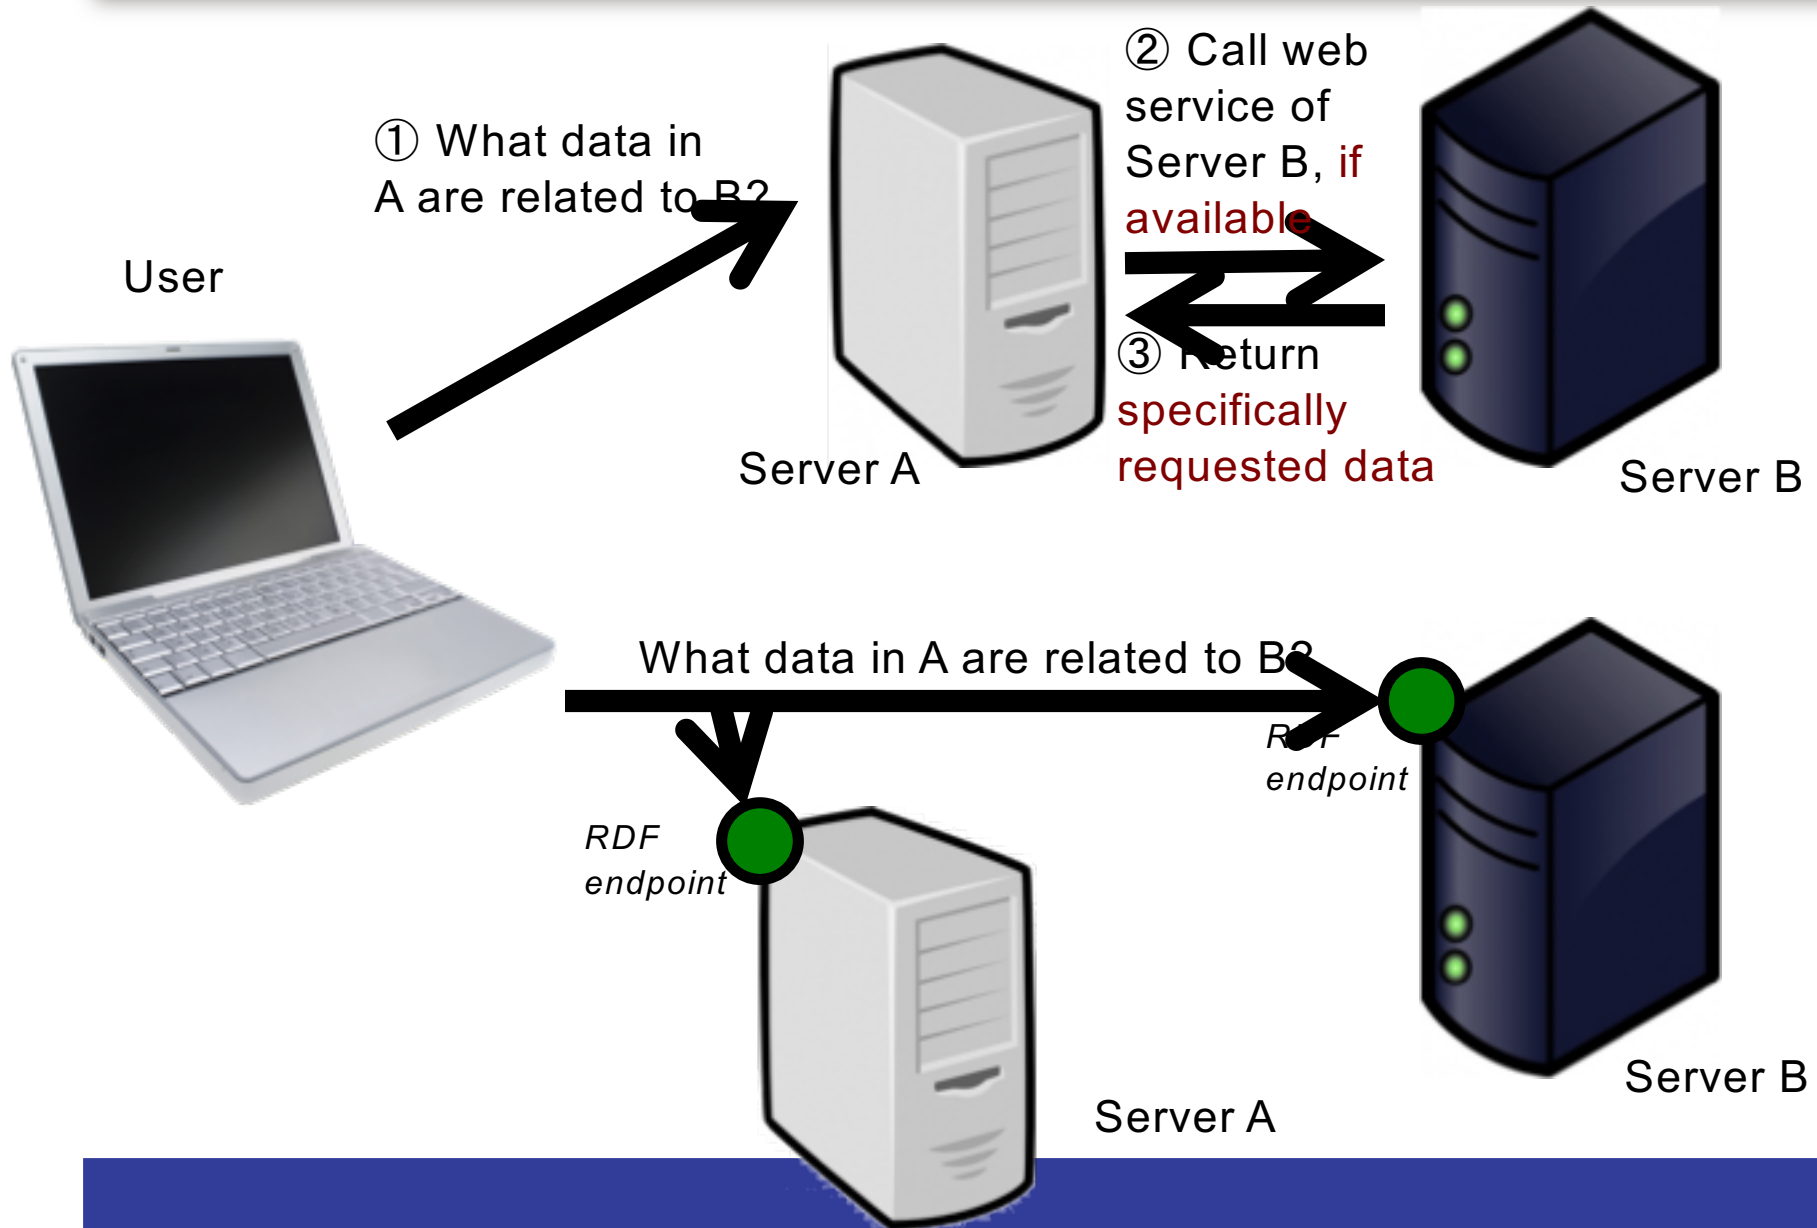 ① What data in
A are related to B?
② Call web
service of
Server B, if
available
User
③ Return
specifically
requested data
Server A
Server B
What data in A are related to B?
RDF
endpoint
RDF
endpoint
Server B
Server A